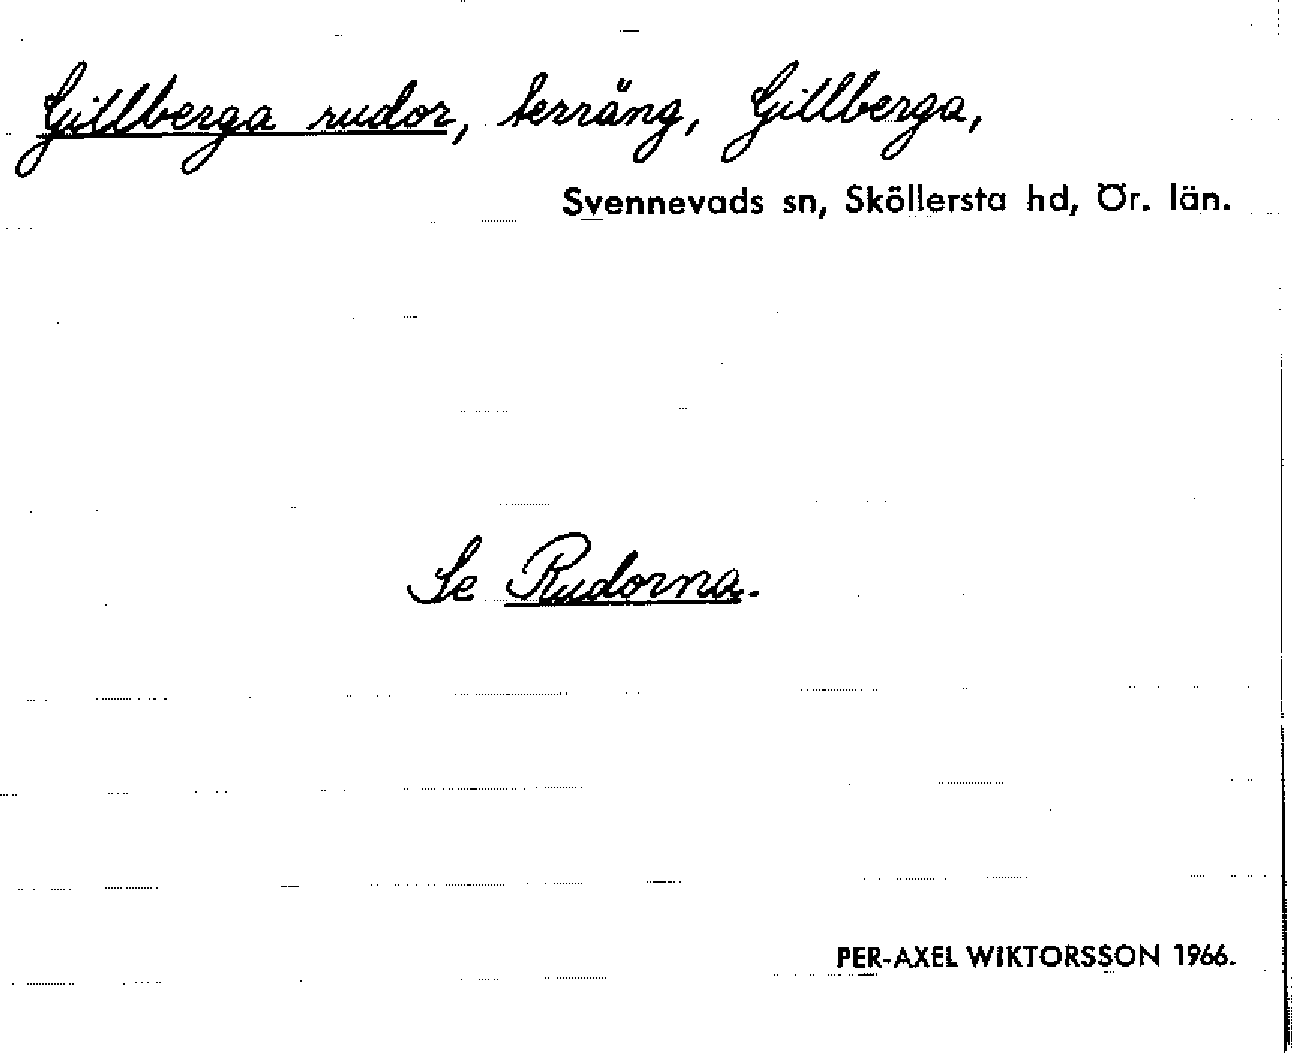 Gillberga rudor, terräng, Gillberga,
Svennevads sn, Sköllersta hd, Ör. län.
Se Rudorna.
PER-AXEL WIKTORSSON 1966.